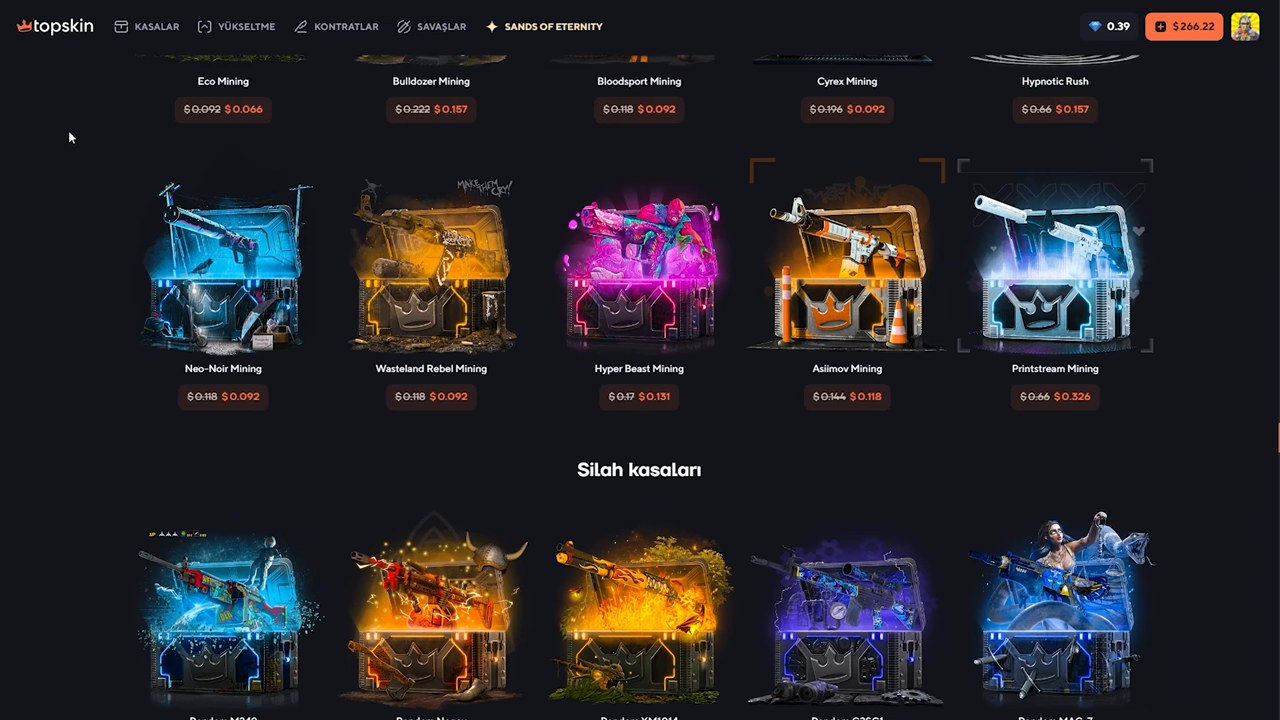 topskin KASALAR YÜKSELTME KONTRATLAR SAVAŞLAR SANDS OF ETERNITY 0.39 $266.22
Eco Mining Bulldozer Mining Bloodsport Mining Cyrex Mining Hypnotic Rush
$0.092 $0.066 $0.222 $0.157 $0.118 $0.092 $0.196 $0.092 $0.66 $0.157
MAKE THEM CRY!
Neo-Noir Mining Wasteland Rebel Mining Hyper Beast Mining Asiimov Mining Printstream Mining
$0.118 $0.092 $0.118 $0.092 $0.17 $0.131 $0.144 $0.118 $0.66 $0.326
Silah kasaları